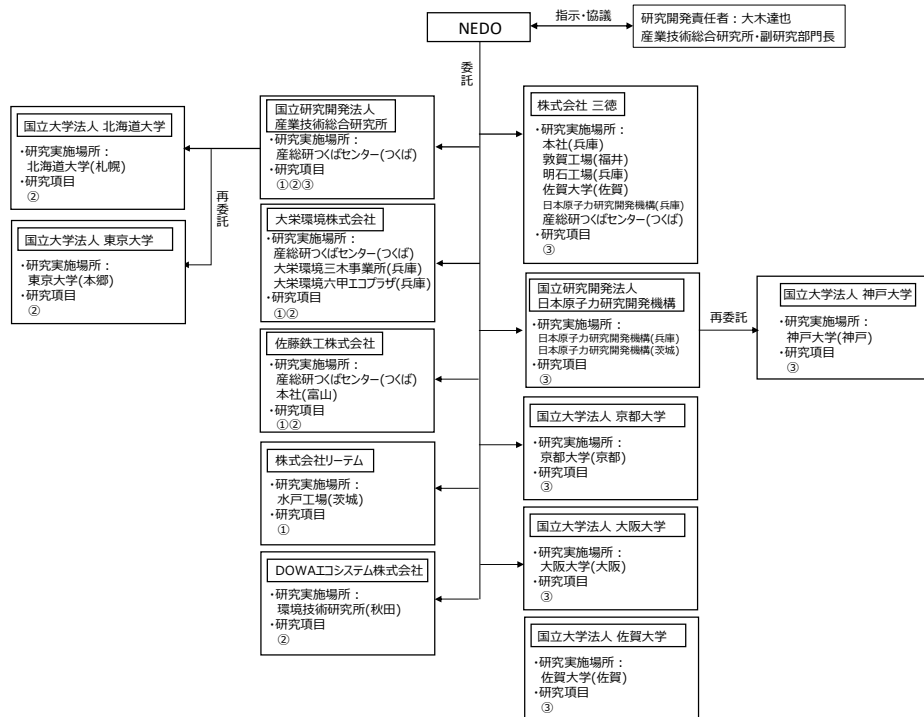 NEDO
指示・協議
研究開発責任者：大木達也
産業技術総合研究所・副研究部門長
委託
国立大学法人 北海道大学
・研究実施場所：
北海道大学(札幌)
・研究項目
②
国立大学法人 東京大学
・研究実施場所：
東京大学(本郷)
・研究項目
②
再委託
国立研究開発法人
産業技術総合研究所
・研究実施場所：
産総研つくばセンター(つくば)
・研究項目
①②③
大栄環境株式会社
・研究実施場所：
産総研つくばセンター(つくば)
大栄環境三木事業所(兵庫)
大栄環境六甲エコプラザ(兵庫)
・研究項目
①②
佐藤鉄工株式会社
・研究実施場所：
産総研つくばセンター(つくば)
本社(富山)
・研究項目
①②
株式会社リーテム
・研究実施場所：
水戸工場(茨城)
・研究項目
①
DOWAエコシステム株式会社
・研究実施場所：
環境技術研究所(秋田)
・研究項目
②
株式会社 三徳
・研究実施場所：
本社(兵庫)
敦賀工場(福井)
明石工場(兵庫)
佐賀大学(佐賀)
日本原子力研究開発機構(兵庫)
産総研つくばセンター(つくば)
・研究項目
③
国立研究開発法人
日本原子力研究開発機構
・研究実施場所：
日本原子力研究開発機構(兵庫)
日本原子力研究開発機構(茨城)
・研究項目
③
再委託
国立大学法人 神戸大学
・研究実施場所：
神戸大学(神戸)
・研究項目
③
国立大学法人 京都大学
・研究実施場所：
京都大学(京都)
・研究項目
③
国立大学法人 大阪大学
・研究実施場所：
大阪大学(大阪)
・研究項目
③
国立大学法人 佐賀大学
・研究実施場所：
佐賀大学(佐賀)
・研究項目
③